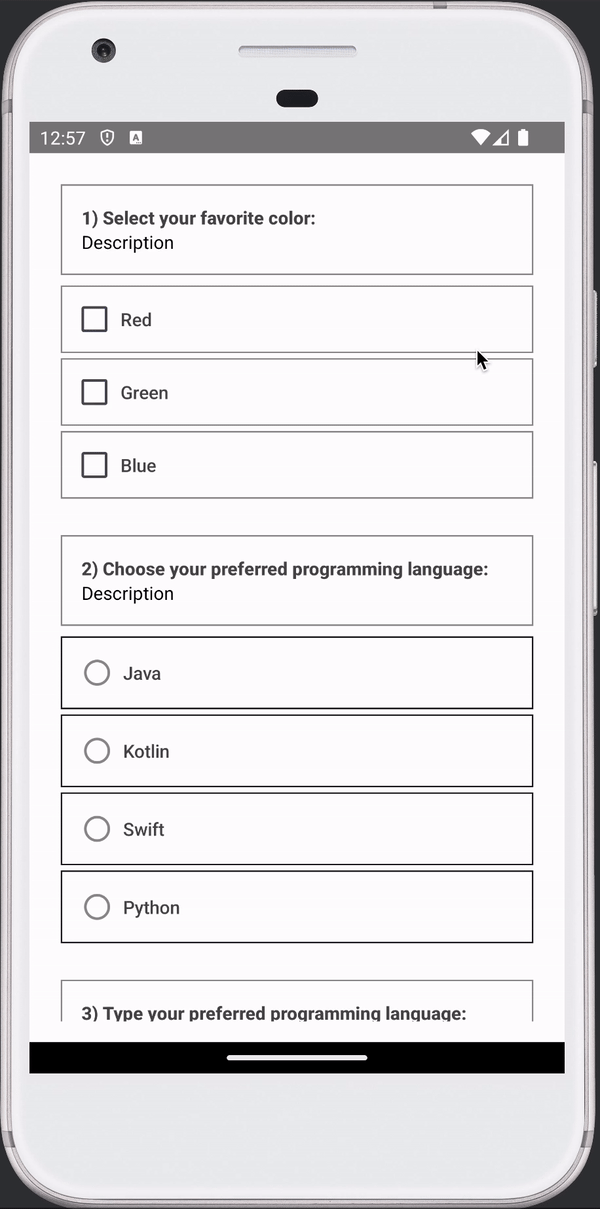 12:57
A
1) Select your favorite color:
Description
Red
Green
Blue
2) Choose your preferred programming language:
Description
Java
Kotlin
Swift
Python
3) Type your preferred programming language: